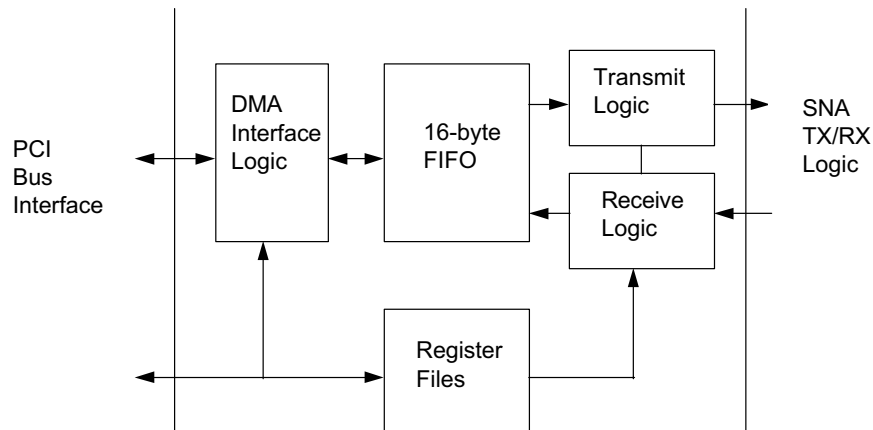 PCI
Bus
Interface
DMA
Interface
Logic
16-byte
FIFO
Transmit
Logic
Receive
Logic
SNA
TX/RX
Logic
Register
Files